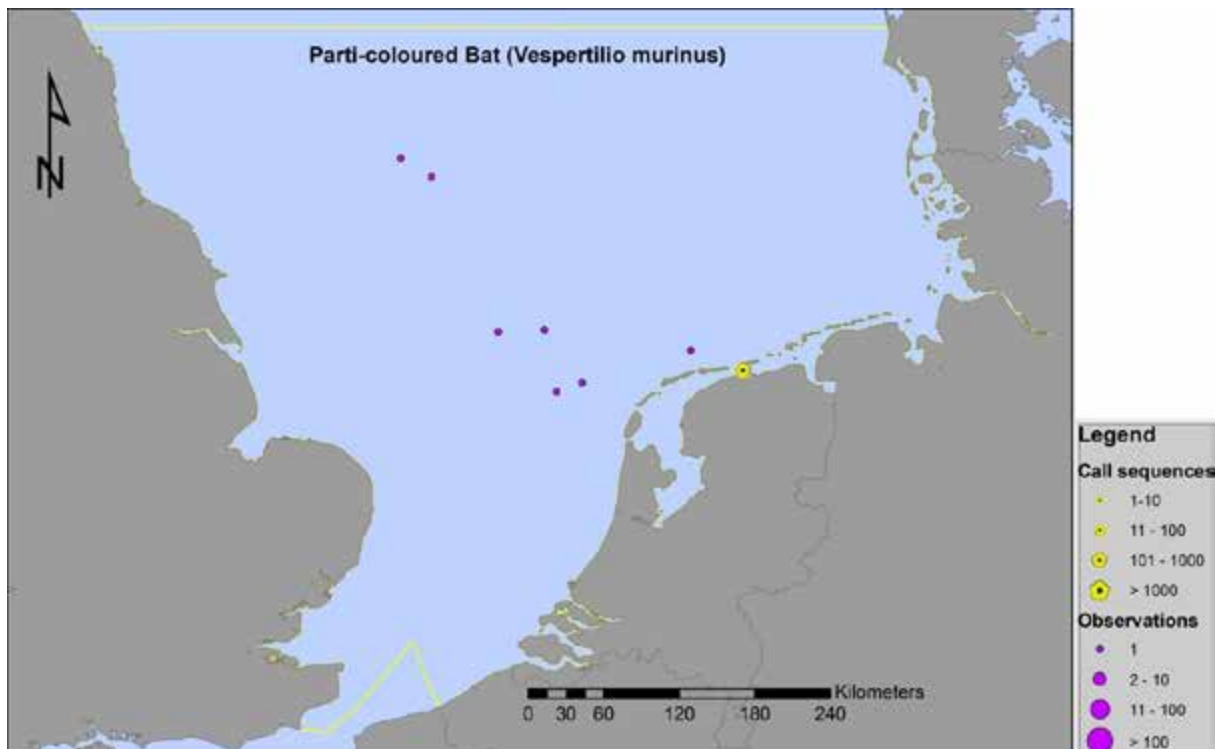 Parti-coloured Bat (Vespertilio murinus)
N
Legend
Call sequences
1-10
11 - 100
101 - 1000
> 1000
Observations
1
2 - 10
11 - 100
> 100
Kilometers
0 30 60 120 180 240